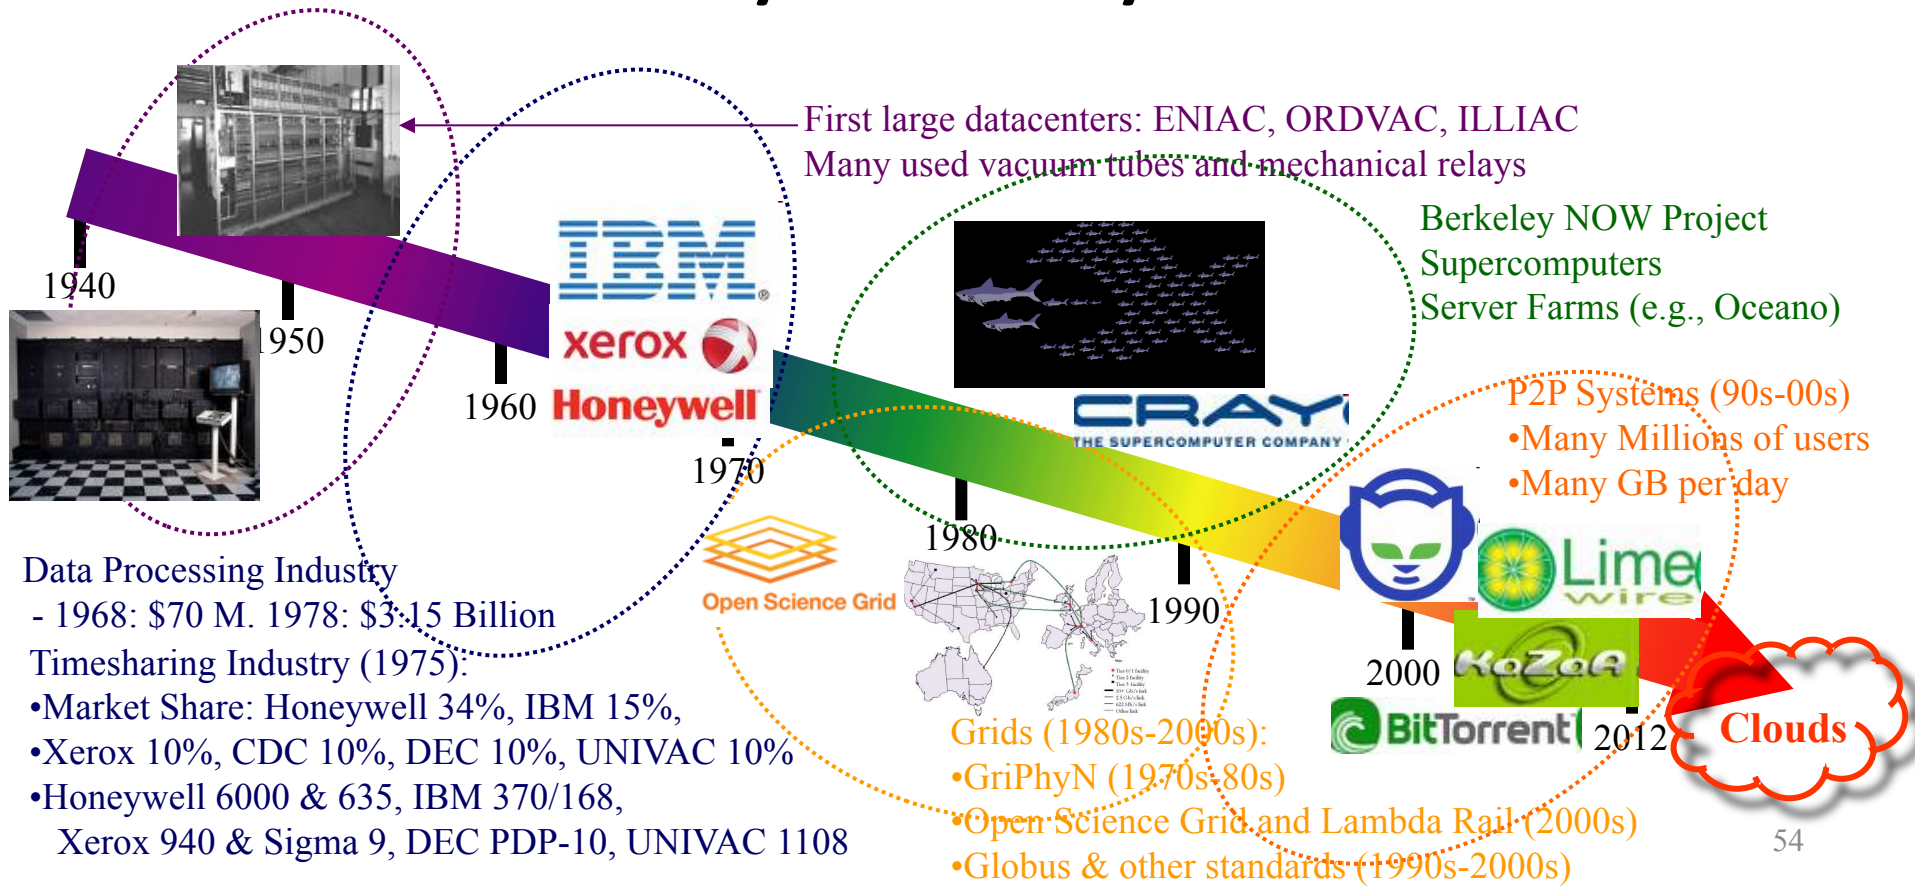 First large datacenters: ENIAC, ORDVAC, ILLIAC
Many used vacuum tubes and mechanical relays
Berkeley NOW Project
Supercomputers
Server Farms (e.g., Oceano)
1940
1950
1960
1970
1980
1990
2000
2012
IBM®
xerox
Honeywell
CRAY
THE SUPERCOMPUTER COMPANY
P2P Systems (90s-00s)
•Many Millions of users
•Many GB per day
Lime
wire
KaZaA
BitTorrent
Clouds
Open Science Grid
Data Processing Industry
- 1968: $70 M. 1978: $3.15 Billion
Timesharing Industry (1975):
•Market Share: Honeywell 34%, IBM 15%,
•Xerox 10%, CDC 10%, DEC 10%, UNIVAC 10%
•Honeywell 6000 & 635, IBM 370/168,
Xerox 940 & Sigma 9, DEC PDP-10, UNIVAC 1108
Grids (1980s-2000s):
•GriPhyN (1970s-80s)
•Open Science Grid and Lambda Rail (2000s)
•Globus & other standards (1990s-2000s)
54